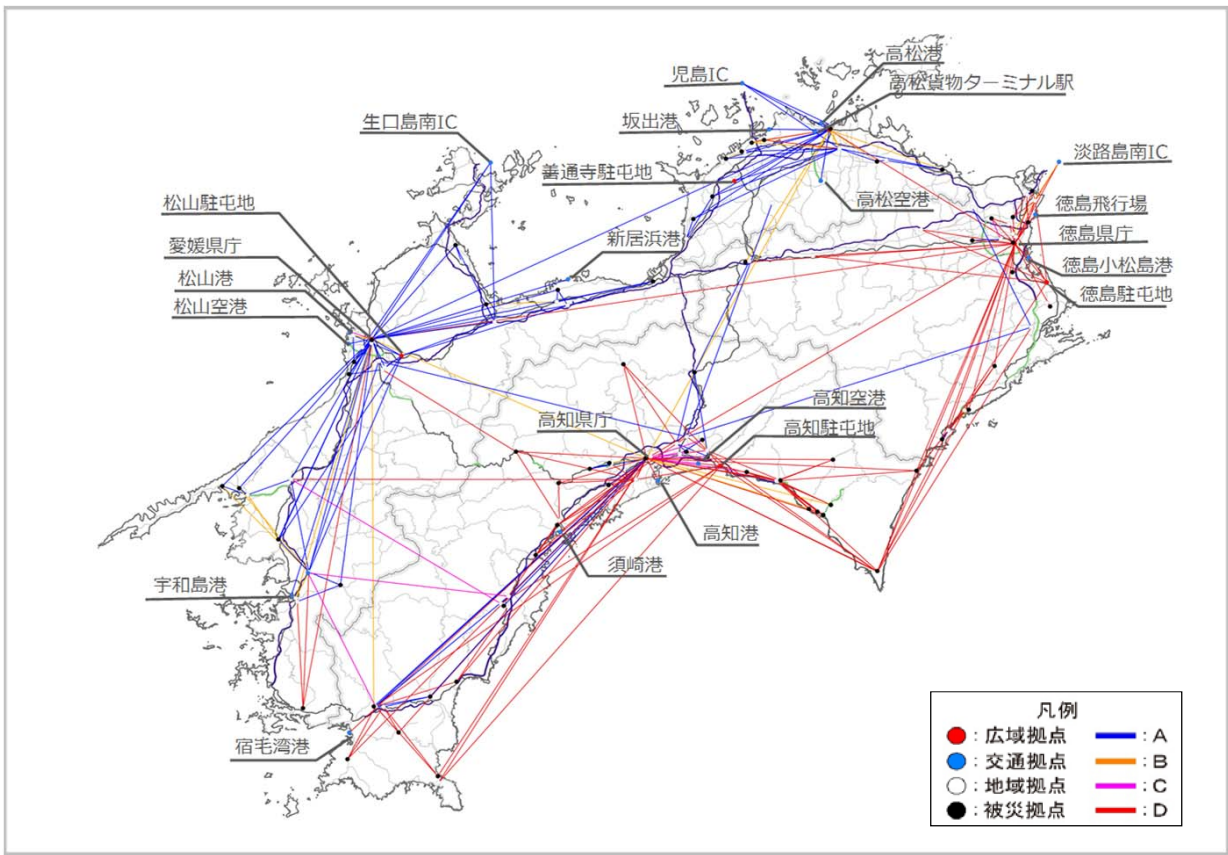 高松港
児島IC
高松貨物ターミナル駅
坂出港
生口島南IC
淡路島南IC
善通寺駐屯地
松山駐屯地
高松空港
徳島飛行場
愛媛県庁
新居浜港
徳島県庁
松山港
徳島小松島港
松山空港
徳島駐屯地
高知空港
高知県庁
高知駐屯地
高知港
須崎港
宇和島港
宿毛湾港
凡例
：広域拠点 ：A
：交通拠点 ：B
：地域拠点 ：C
：被災拠点 ：D